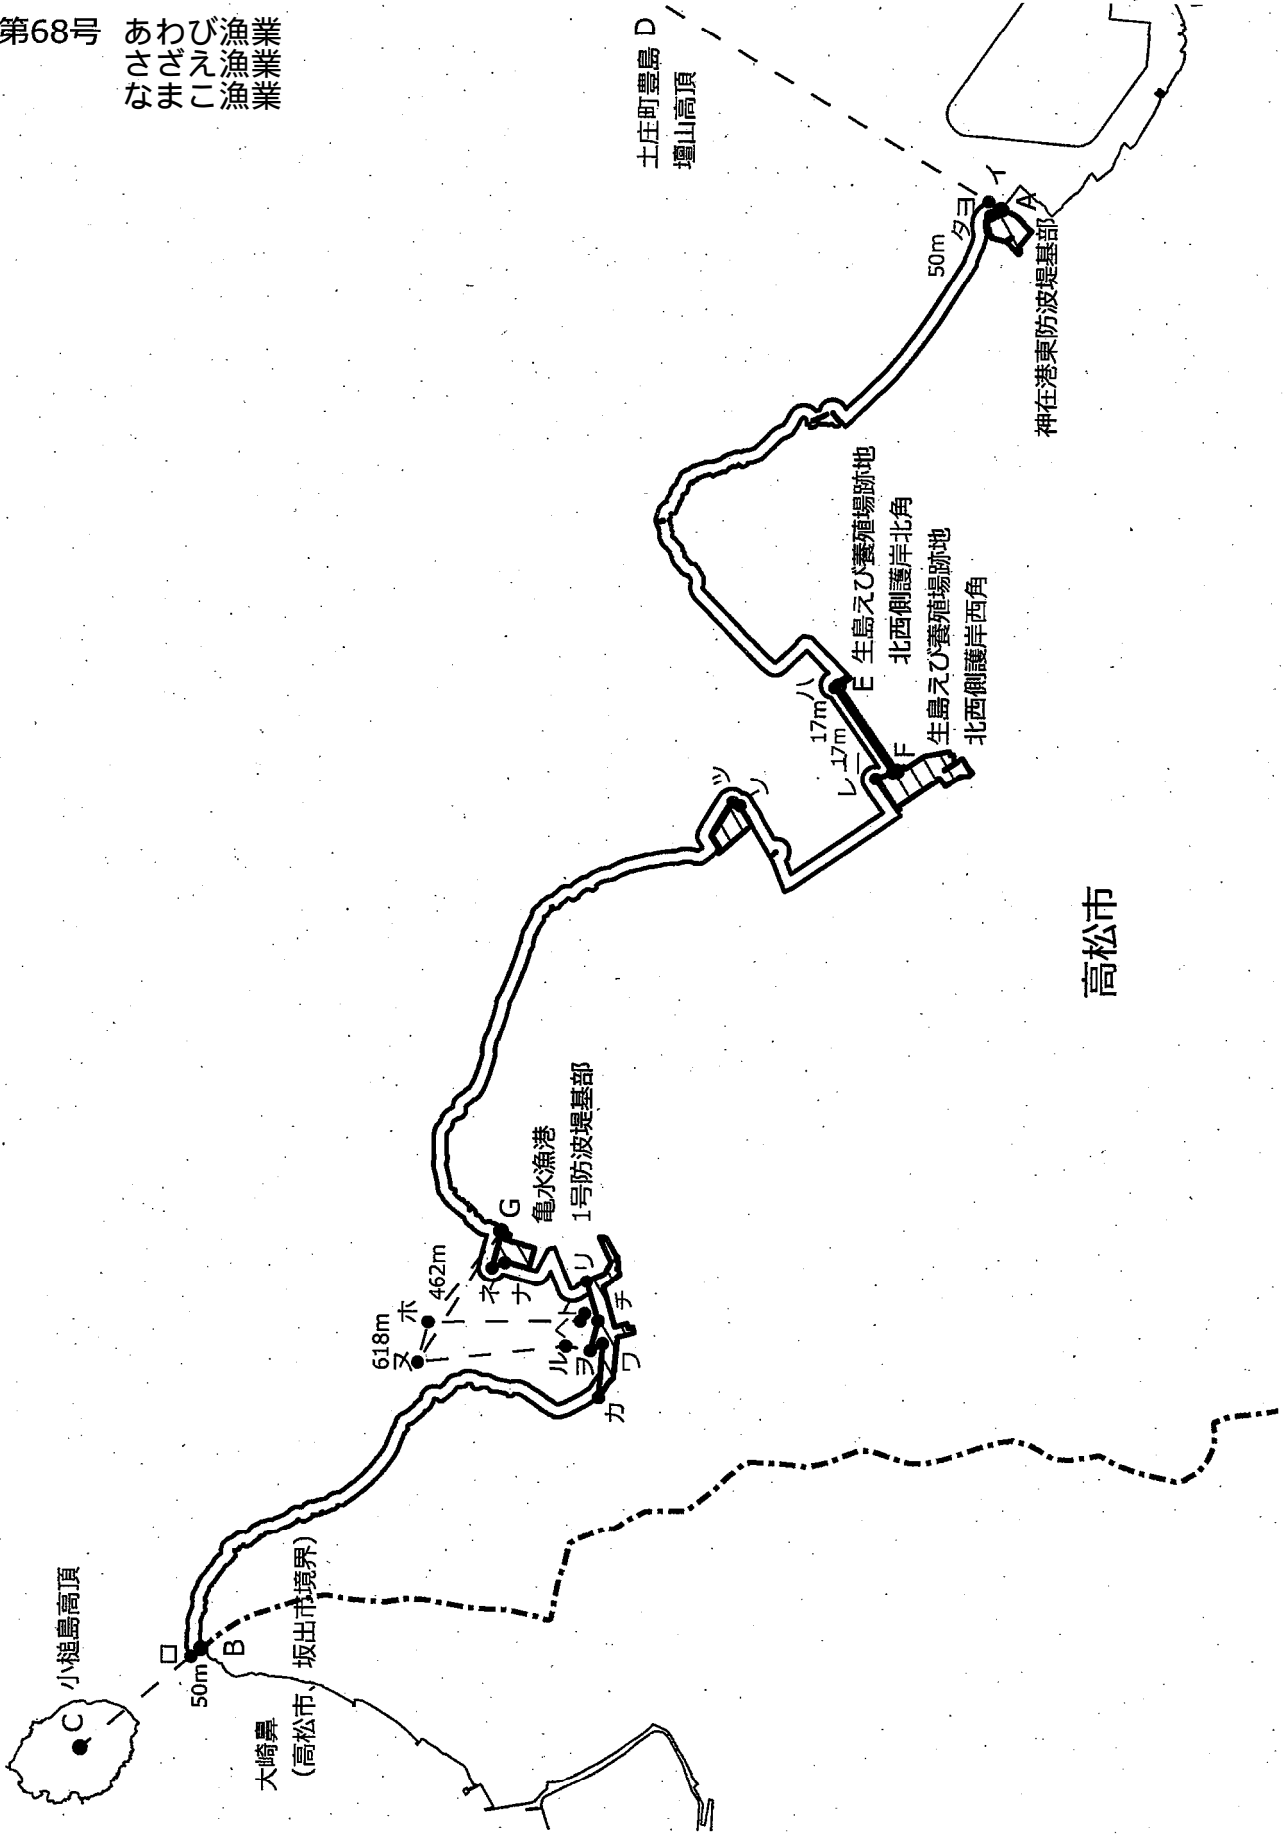 第68号 あわび漁業
さざえ漁業
なまこ漁業
土庄町豊島 D
壇山高頂
イ
ヨ
タ
A
50m
神在港東防波堤基部
ハ
17m
E 生島えび養殖場跡地
北西側護岸北角
17m
ニ
レ
F 生島えび養殖場跡地
北西側護岸西角
ツ
ソ
高松市
G 亀水漁港
1号防波堤基部
462m
ネ
ナ
618m
ホ
ヌ
リ
ト
ヘ
チ
ル
ヲ
ワ
カ
小槌島高頂
C
ロ
50m
B
大崎鼻
(高松市、坂出市境界)